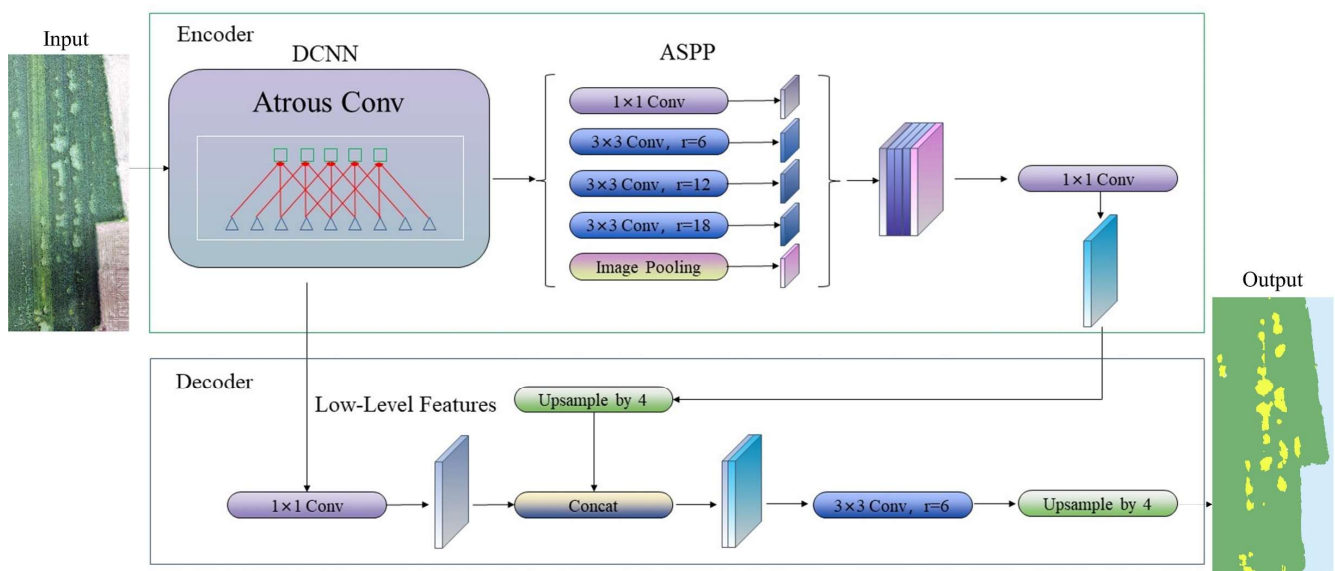 Input
Encoder
DCNN
Atrous Conv
ASPP
1×1 Conv
3×3 Conv, r=6
3×3 Conv, r=12
3×3 Conv, r=18
Image Pooling
1×1 Conv
Output
Decoder
Low-Level Features
Upsample by 4
1×1 Conv
Concat
3×3 Conv, r=6
Upsample by 4